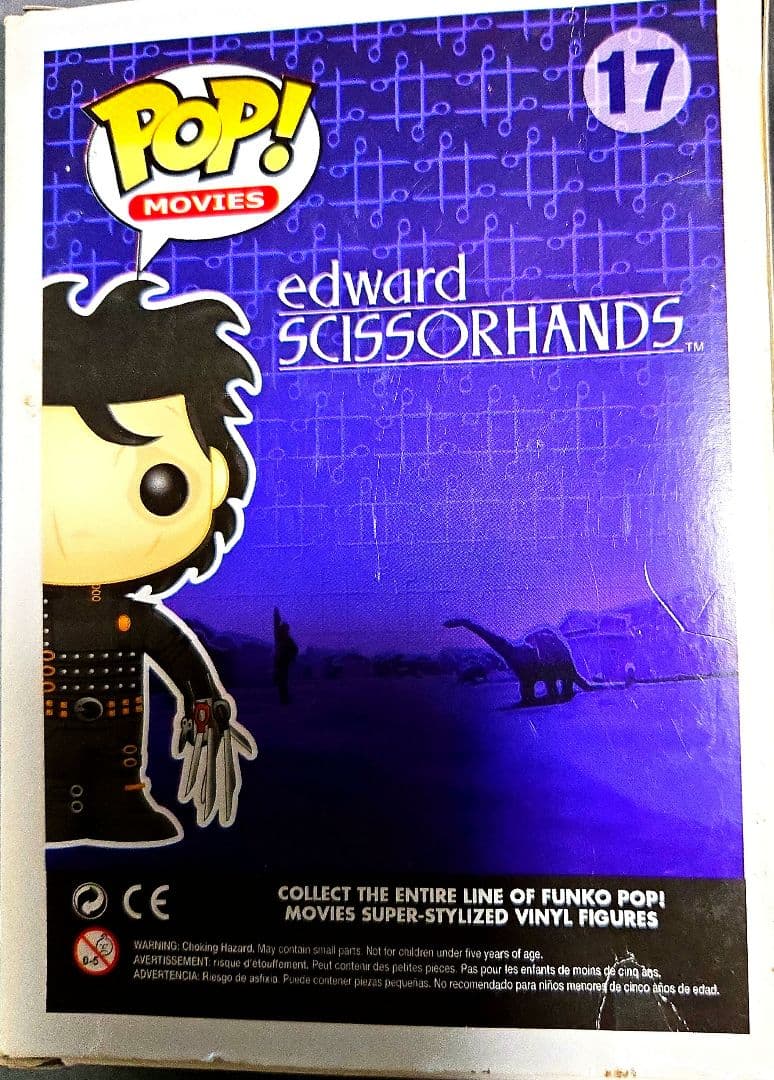 POP!
MOVIES
17
edward
SCISSORHANDS™
CE
COLLECT THE ENTIRE LINE OF FUNKO POP!
MOVIES SUPER-STYLIZED VINYL FIGURES
0-5
WARNING: Choking Hazard. May contain small parts. Not for children under five years of age.
AVERTISSEMENT: risque d'étouffement. Peut contenir des petites pieces. Pas pour les enfants de moins de cinq ans.
ADVERTENCIA: Riesgo de asfixia. Puede contener piezas pequeñas. No recomendado para niños menores de cinco años de edad.